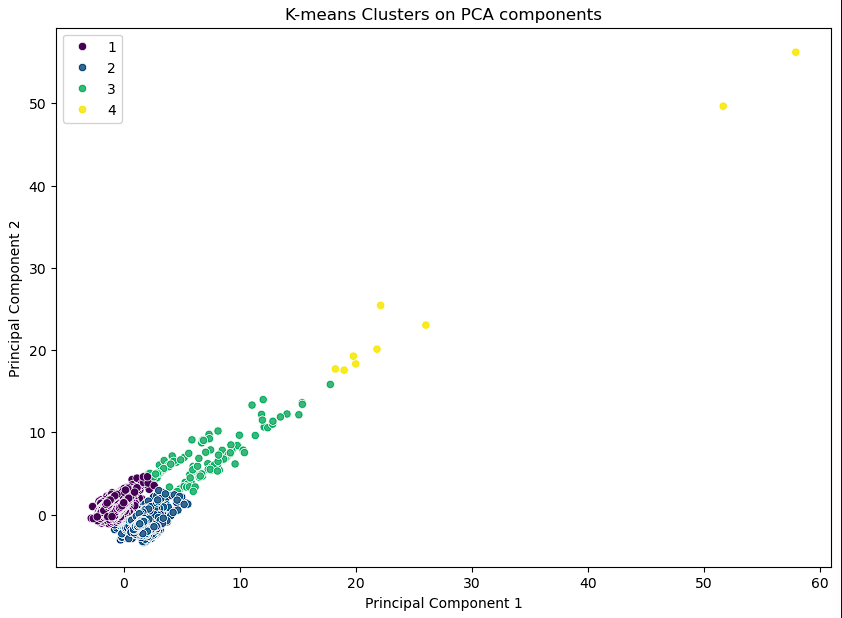 K-means Clusters on PCA components
1
2
3
4
50
40
30
20
10
0
Principal Component 2
0 10 20 30 40 50 60
Principal Component 1